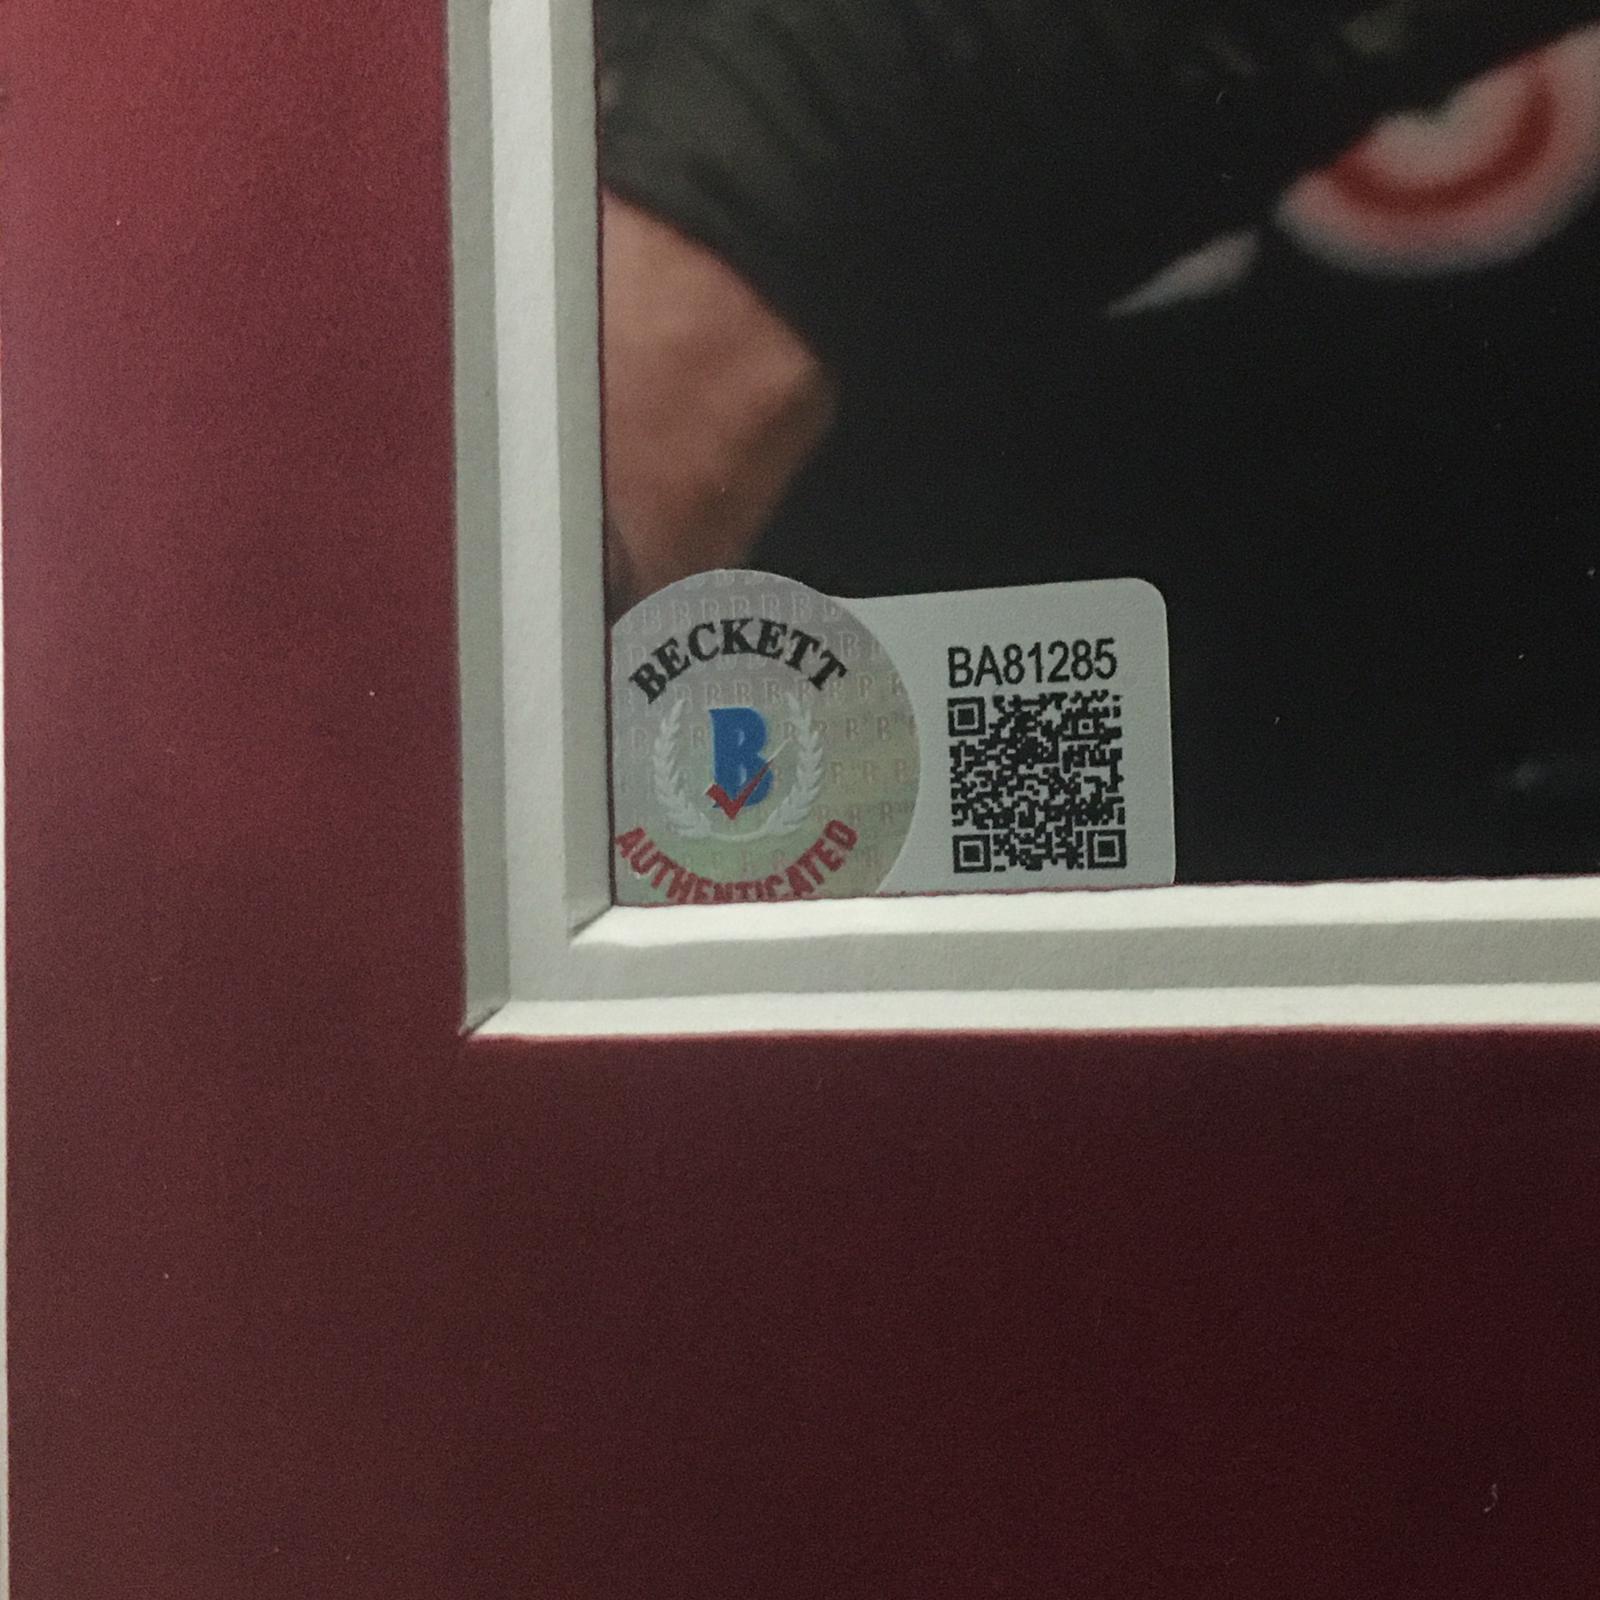 BECKETT
B
AUTHENTICATED
BA81285